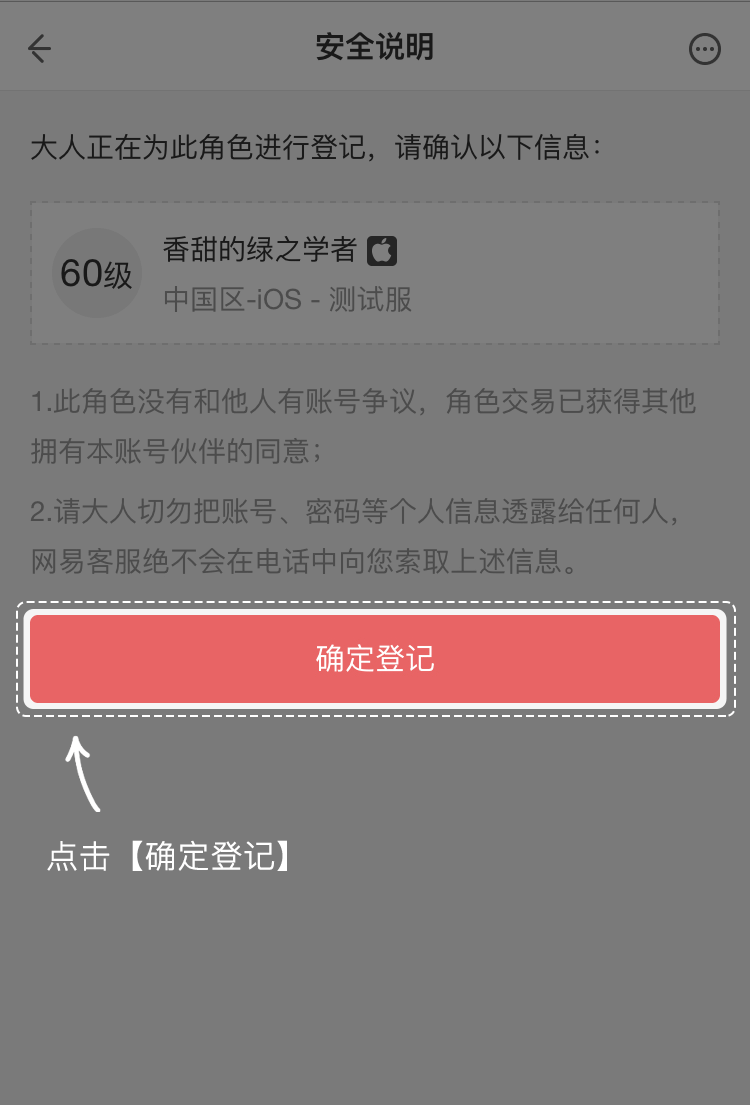 安全说明
大人正在为此角色进行登记，请确认以下信息：
60级
香甜的绿之学者
中国区-iOS - 测试服
1.此角色没有和他人有账号争议，角色交易已获得其他
拥有本账号伙伴的同意；
2.请大人切勿把账号、密码等个人信息透露给任何人，
网易客服绝不会在电话中向您索取上述信息。
确定登记
点击【确定登记】